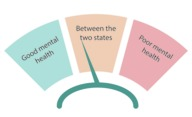 Good mental
health
Between the
two states
Poor mental
health